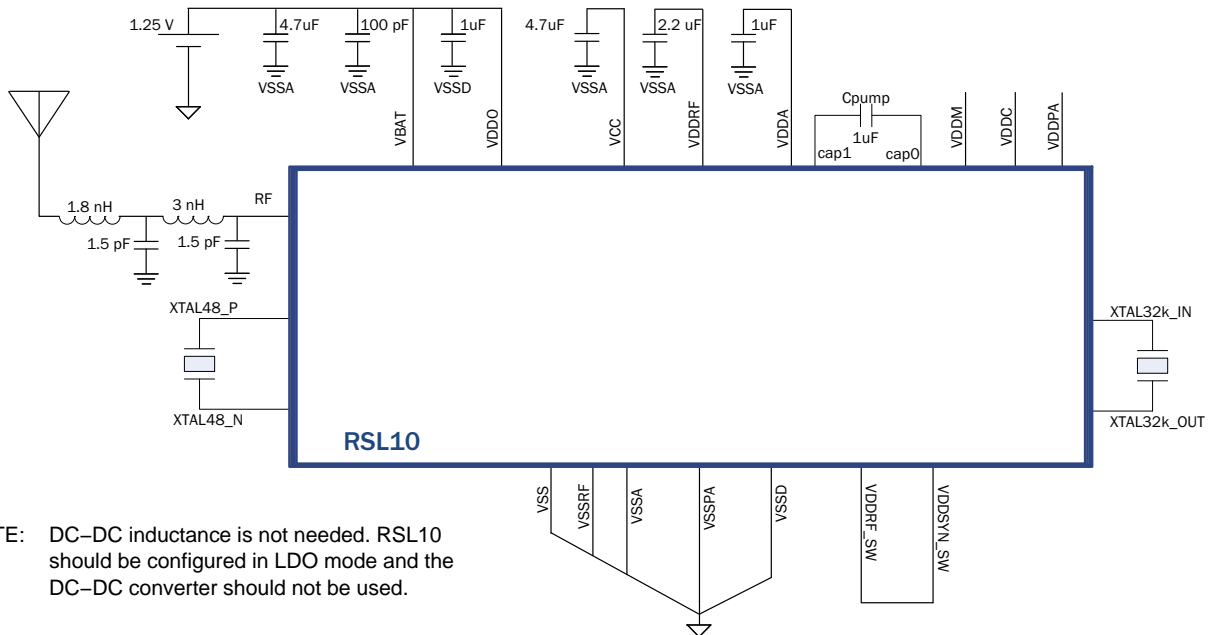 1.25 V
4.7uF
100 pF
1uF
4.7uF
2.2 uF
1uF
VSSA
VSSA
VSSD
VSSA
VSSA
VSSA
VBAT
VDDO
VCC
VDDRF
VDDA
Cpump
1uF
cap1
cap0
VDDM
VDDC
VDDPA
1.8 nH
3 nH
RF
1.5 pF
1.5 pF
XTAL48_P
XTAL48_N
XTAL32k_IN
XTAL32k_OUT
RSL10
VSS
VSSRF
VSSA
VSSPA
VSSD
VDDRF_SW
VDDSYN_SW
TE: DC–DC inductance is not needed. RSL10
should be configured in LDO mode and the
DC–DC converter should not be used.